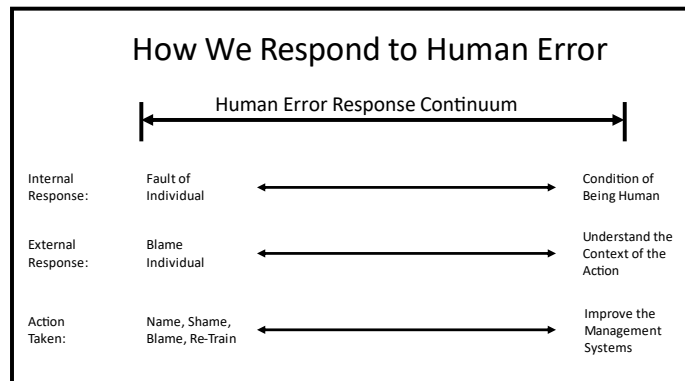 How We Respond to Human Error
Human Error Response Continuum
Internal
Response:
Fault of
Individual
Condition of
Being Human
External
Response:
Blame
Individual
Understand the
Context of the
Action
Action
Taken:
Name, Shame,
Blame, Re-Train
Improve the
Management
Systems